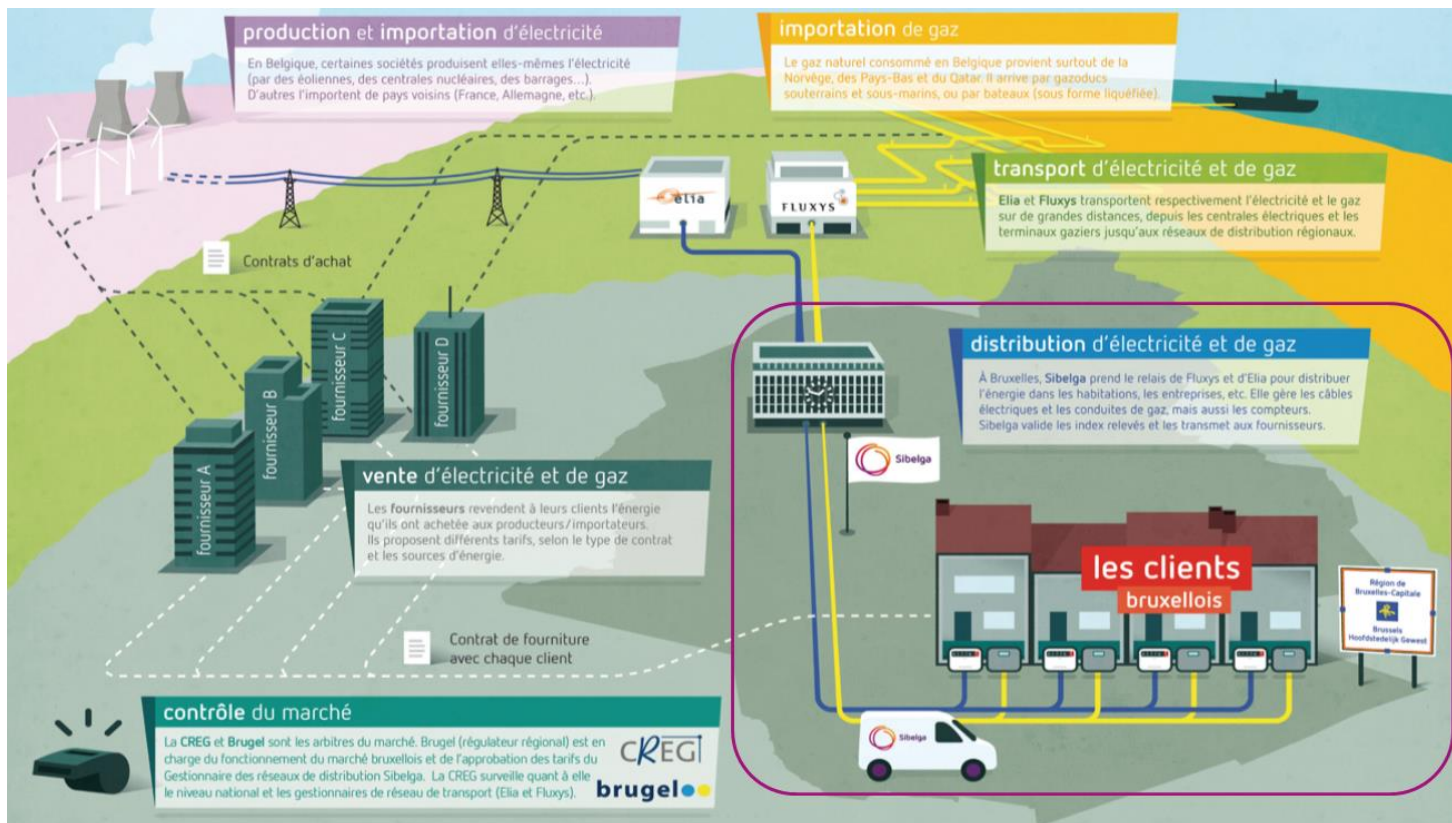 production et importation d'électricité
En Belgique, certaines sociétés produisent elles-mêmes l'électricité
(par des éoliennes, des centrales nucléaires, des barrages...).
D'autres l'importent de pays voisins (France, Allemagne, etc.).
importation de gaz
Le gaz naturel consommé en Belgique provient surtout de la
Norvège, des Pays-Bas et du Qatar. Il arrive par gazoducs
souterrains et sous-marins, ou par bateaux (sous forme liquéfiée).
elia
FLUXYS
transport d'électricité et de gaz
Elia et Fluxys transportent respectivement l'électricité et le gaz
sur de grandes distances, depuis les centrales électriques et les
terminaux gaziers jusqu'aux réseaux de distribution régionaux.
Contrats d'achat
fournisseur A
fournisseur B
fournisseur C
fournisseur D
distribution d'électricité et de gaz
À Bruxelles, Sibelga prend le relais de Fluxys et d'Elia pour distribuer
l'énergie dans les habitations, les entreprises, etc. Elle gère les câbles
électriques et les conduites de gaz, mais aussi les compteurs.
Sibelga valide les index relevés et les transmet aux fournisseurs.
Sibelga
vente d'électricité et de gaz
Les fournisseurs revendent à leurs clients l'énergie
qu'ils ont achetée aux producteurs/importateurs.
Ils proposent différents tarifs, selon le type de contrat
et les sources d'énergie.
les clients
bruxellois
Région de
Bruxelles-Capitale
Brussels
Hoofdstedelijk Gewest
Contrat de fourniture
avec chaque client
Sibelga
contrôle du marché
La CREG et Brugel sont les arbitres du marché. Brugel (régulateur régional) est en
charge du fonctionnement du marché bruxellois et de l'approbation des tarifs du
Gestionnaire des réseaux de distribution Sibelga. La CREG surveille quant à elle
le niveau national et les gestionnaires de réseau de transport (Elia et Fluxys).
CREG
brugel